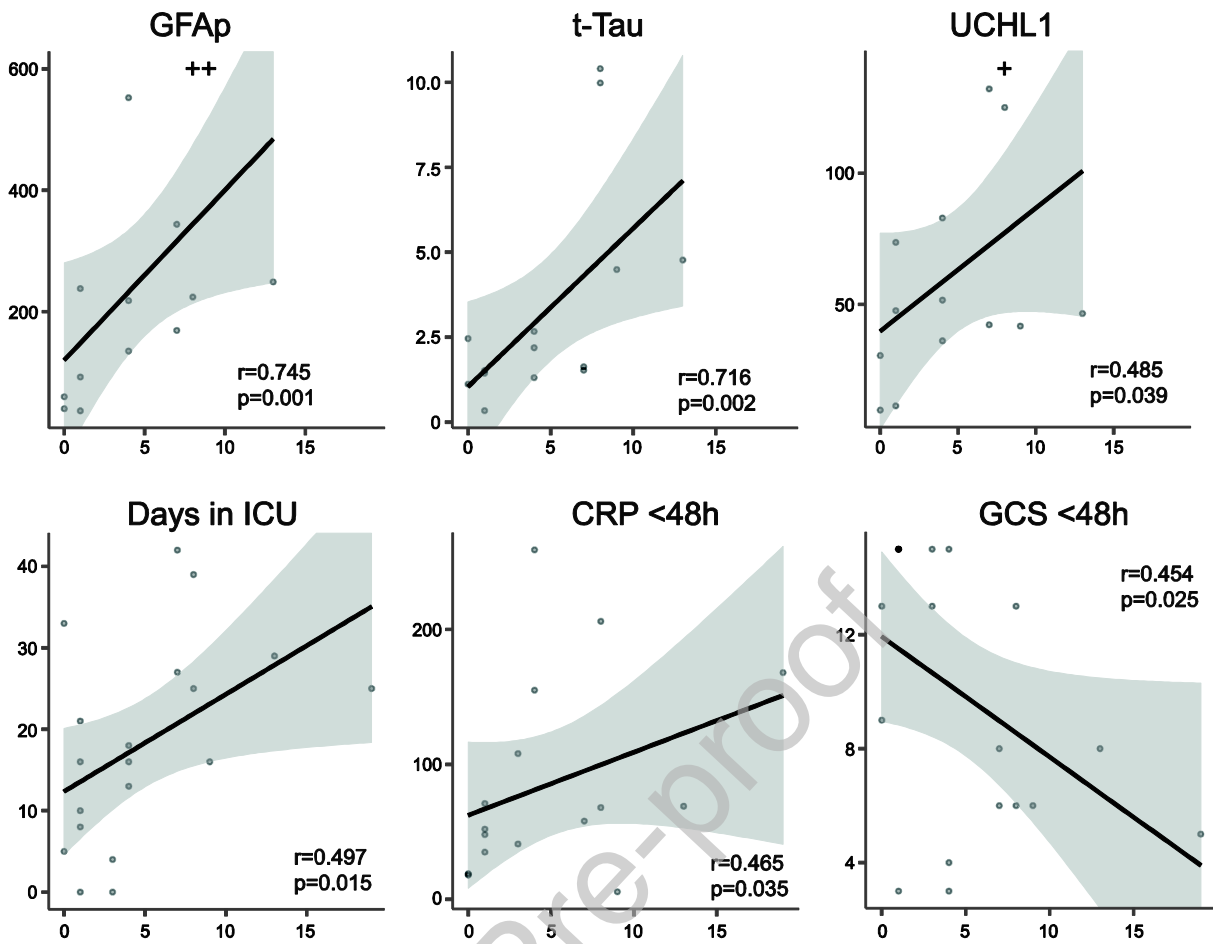 GFAp
t-Tau
UCHL1
++
+
600
400
200
r=0.745
p=0.001
0 5 10 15
10.0
7.5
5.0
2.5
0
r=0.716
p=0.002
0 5 10 15
100
50
r=0.485
p=0.039
0 5 10 15
Days in ICU
CRP <48h
GCS <48h
40
30
20
10
0
r=0.497
p=0.015
0 5 10 15
200
100
0
r=0.465
p=0.035
0 5 10 15
12
8
4
r=0.454
p=0.025
0 5 10 15
re-proof